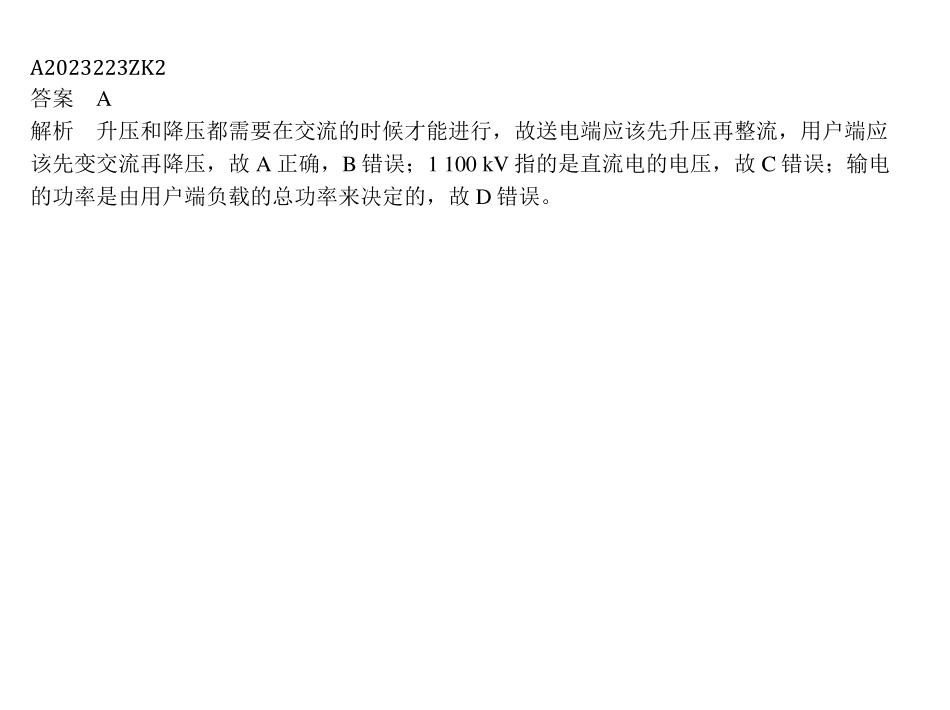 A2023223ZK2
答案　A
解析　升压和降压都需要在交流的时候才能进行，故送电端应该先升压再整流，用户端应
该先变交流再降压，故 A 正确，B 错误；1 100 kV 指的是直流电的电压，故 C 错误；输电
的功率是由用户端负载的总功率来决定的，故 D 错误。